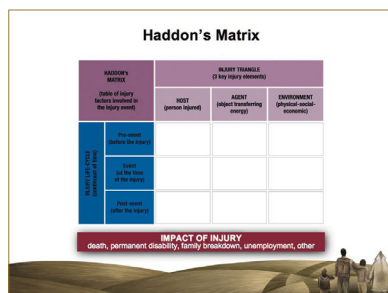 Haddon's Matrix
HADDON'S
MATRIX
(table of injury
factors involved in
the injury event)
INJURY TRIANGLE
(3 key injury elements)
HOST
(person injured)
AGENT
(object transferring
energy)
ENVIRONMENT
(physical-social-
economic)
INJURY LIFE-CYCLE
Pre-event
(before the injury)
Event
(at the time
of the injury)
Post-event
(after the injury)
IMPACT OF INJURY
death, permanent disability, family breakdown, unemployment, other